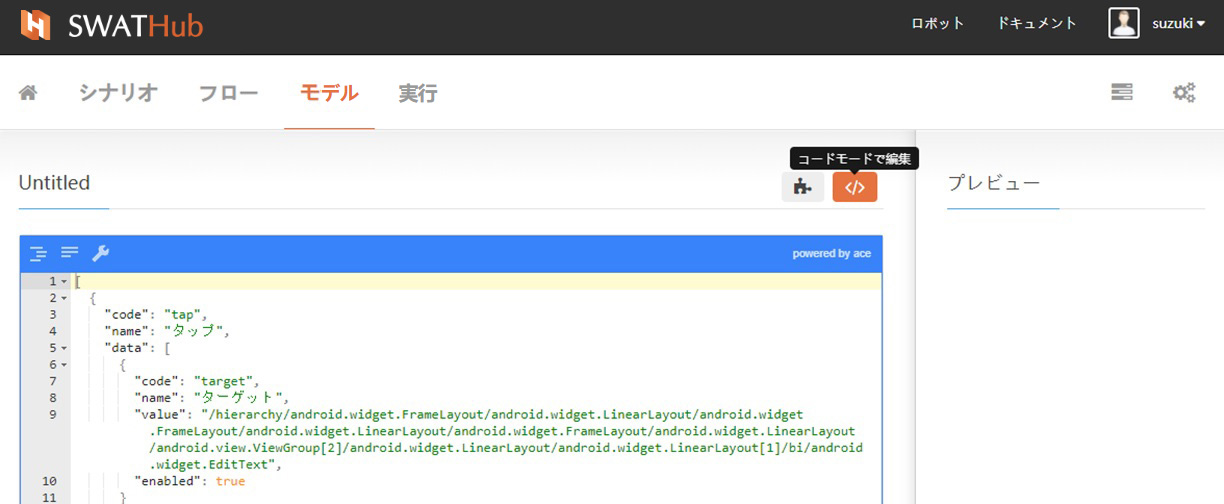 SWATHub
ロボット ドキュメント suzuki
シナリオ フロー モデル 実行
コードモードで編集
Untitled
</>
プレビュー
powered by ace
1 [
2 {
3 "code": "tap",
4 "name": "タップ",
5 "data": [
6 {
7 "code": "target",
8 "name": "ターゲット",
9 "value": "/hierarchy/android.widget.FrameLayout/android.widget.LinearLayout/android.widget
.FrameLayout/android.widget.LinearLayout/android.widget.FrameLayout/android.widget.LinearLayout
/android.view.ViewGroup[2]/android.widget.LinearLayout/android.widget.LinearLayout[1]/bi/android
.widget.EditText",
10 "enabled": true
11 }